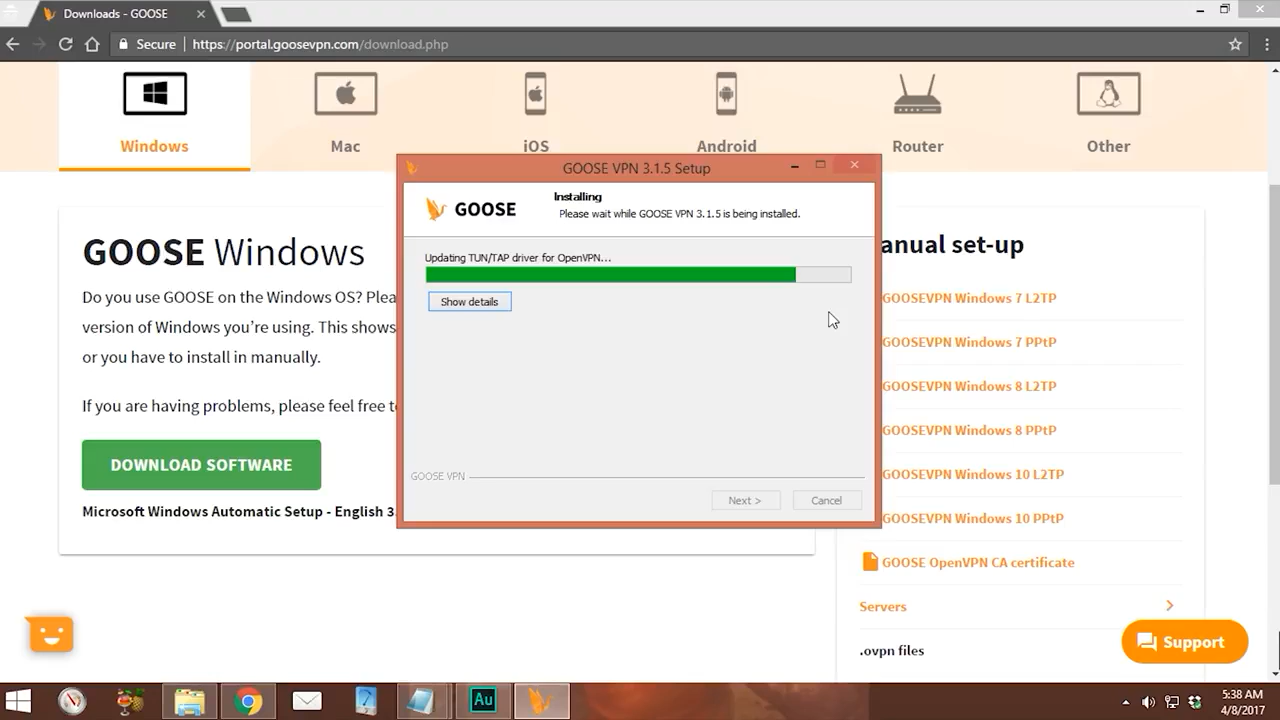 Downloads - GOOSE
Secure
https://portal.goosevpn.com/download.php
Windows
Mac
iOS
Android
Router
Other
GOOSE VPN 3.1.5 Setup
GOOSE
Installing
Please wait while GOOSE VPN 3.1.5 is being installed.
Updating TUN/TAP driver for OpenVPN...
Show details
GOOSE VPN
Next >
Cancel
GOOSE Windows
Do you use GOOSE on the Windows OS?
version of Windows you're using. This shows
or you have to install in manually.
If you are having problems, please feel free
DOWNLOAD SOFTWARE
Microsoft Windows Automatic Setup - English 3
anual set-up
GOOSEVPN Windows 7 L2TP
GOOSEVPN Windows 7 PPtP
GOOSEVPN Windows 8 L2TP
GOOSEVPN Windows 8 PPtP
GOOSEVPN Windows 10 L2TP
GOOSEVPN Windows 10 PPtP
GOOSE OpenVPN CA certificate
Servers
.ovpn files
Support
Au
5:38 AM
4/8/2017